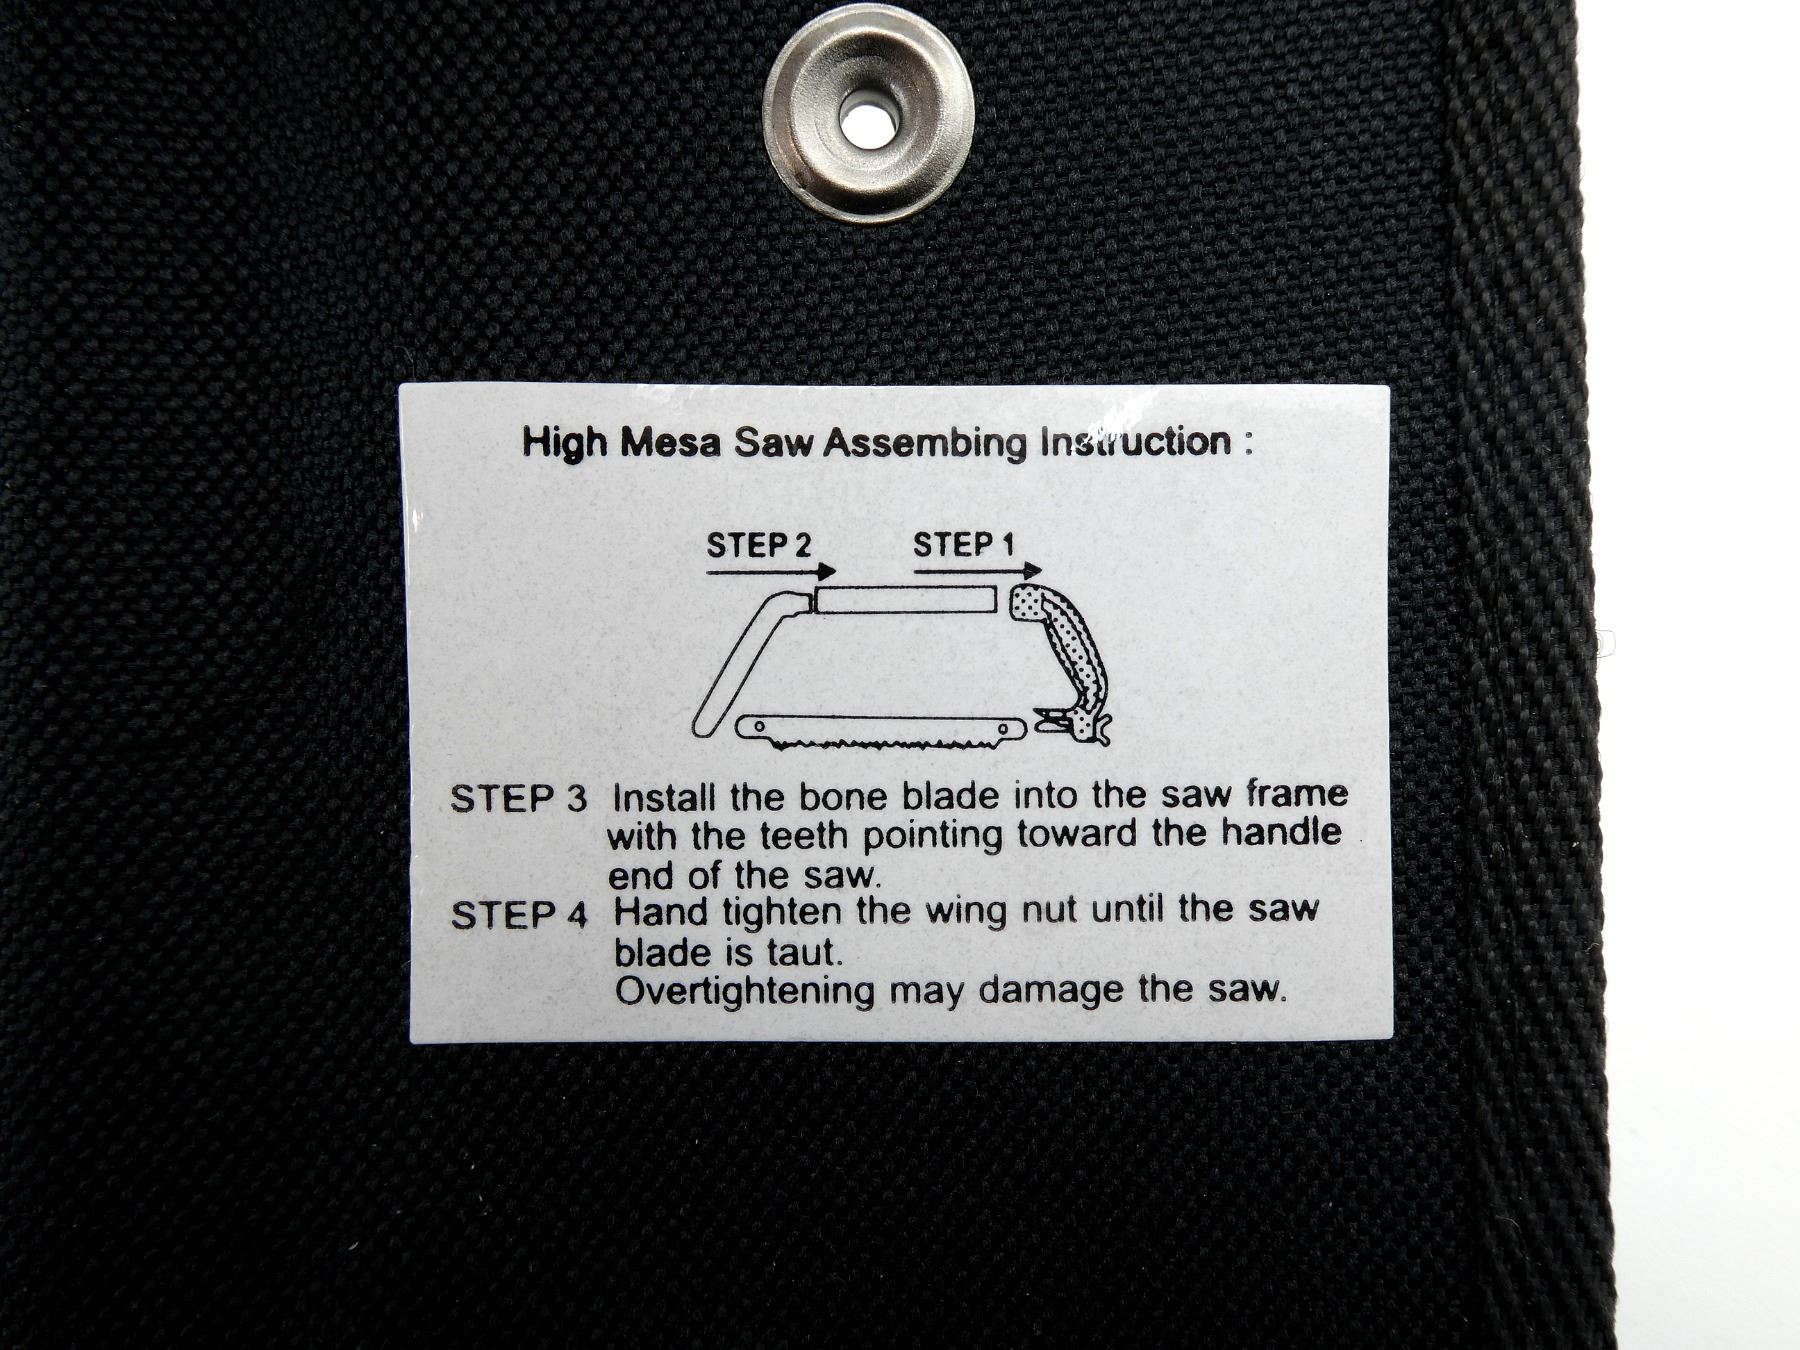 High Mesa Saw Assembing Instruction :
STEP 2 STEP 1
STEP 3 Install the bone blade into the saw frame
with the teeth pointing toward the handle
end of the saw.
STEP 4 Hand tighten the wing nut until the saw
blade is taut.
Overtightening may damage the saw.